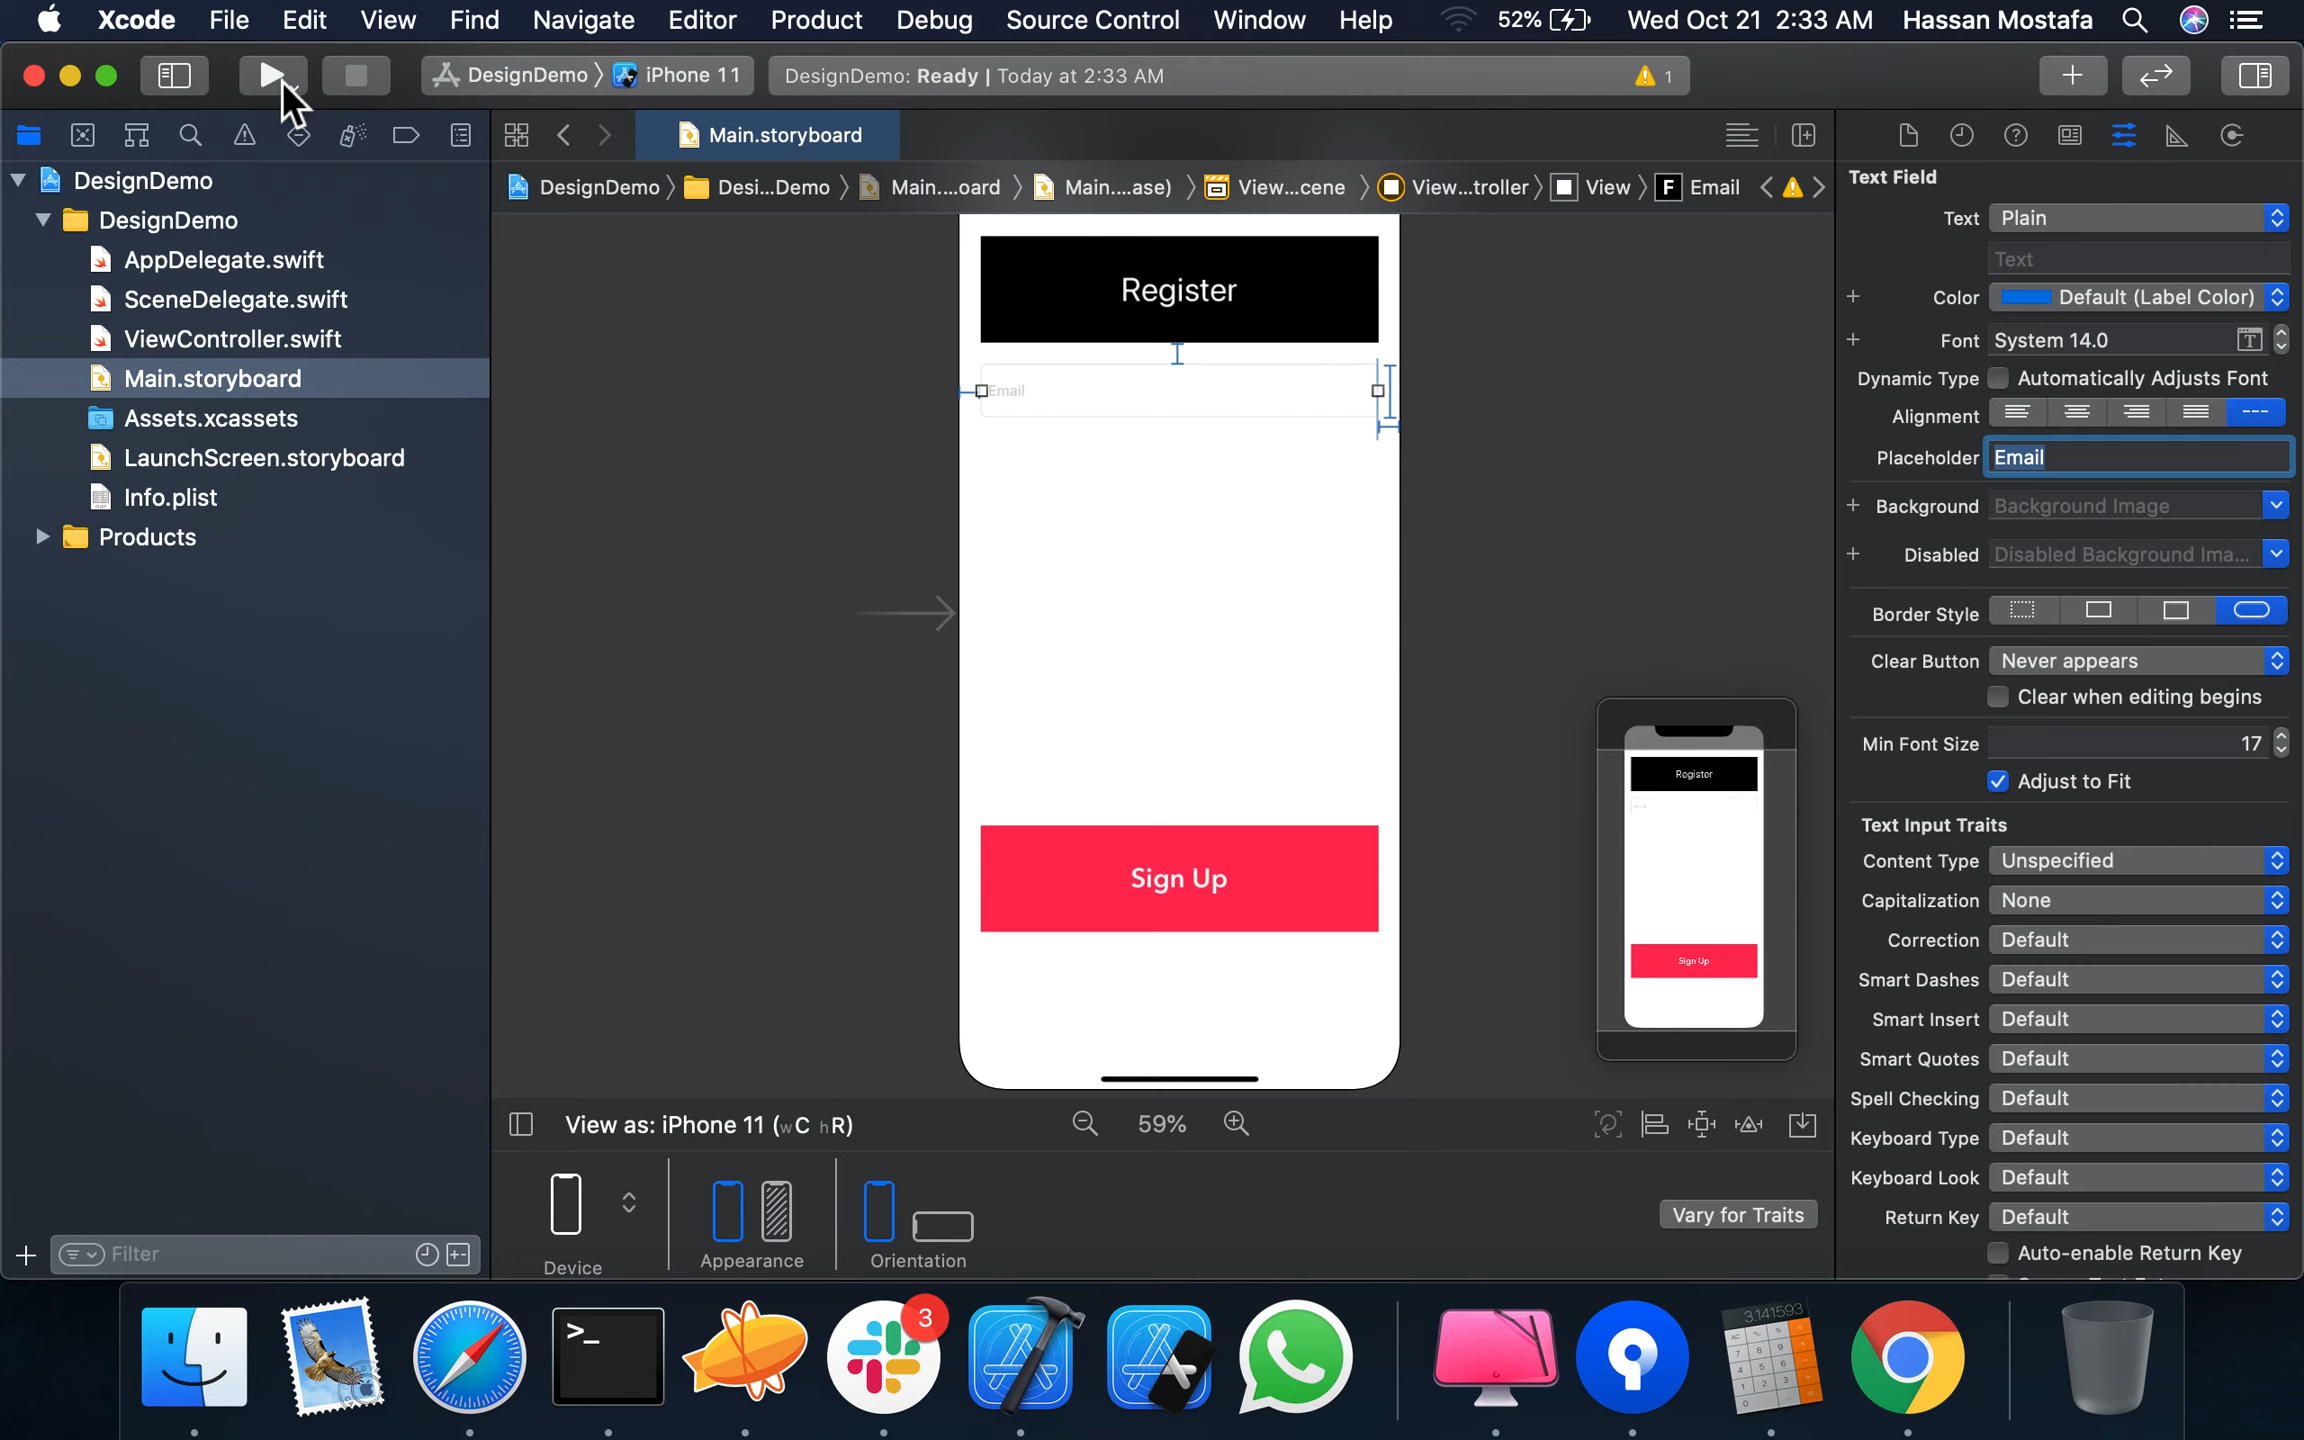 Xcode File Edit View Find Navigate Editor Product Debug Source Control Window Help 52% Wed Oct 21 2:33 AM Hassan Mostafa
DesignDemo iPhone 11 DesignDemo: Ready | Today at 2:33 AM 1
Main.storyboard
DesignDemo Desi...Demo Main....oard Main....ase) View...cene View...troller View F Email
DesignDemo
DesignDemo
AppDelegate.swift
SceneDelegate.swift
ViewController.swift
Main.storyboard
Assets.xcassets
LaunchScreen.storyboard
Info.plist
Products
Filter
Register
Email
Sign Up
Register
Sign Up
View as: iPhone 11 (wC hR) 59%
Device
Appearance
Orientation
Vary for Traits
Text Field
Text Plain
Text
Color Default (Label Color)
Font System 14.0 T
Dynamic Type Automatically Adjusts Font
Alignment
Placeholder Email
Background Background Image
Disabled Disabled Background Ima...
Border Style
Clear Button Never appears
Clear when editing begins
Min Font Size 17
Adjust to Fit
Text Input Traits
Content Type Unspecified
Capitalization None
Correction Default
Smart Dashes Default
Smart Insert Default
Smart Quotes Default
Spell Checking Default
Keyboard Type Default
Keyboard Look Default
Return Key Default
Auto-enable Return Key
3
3.141593